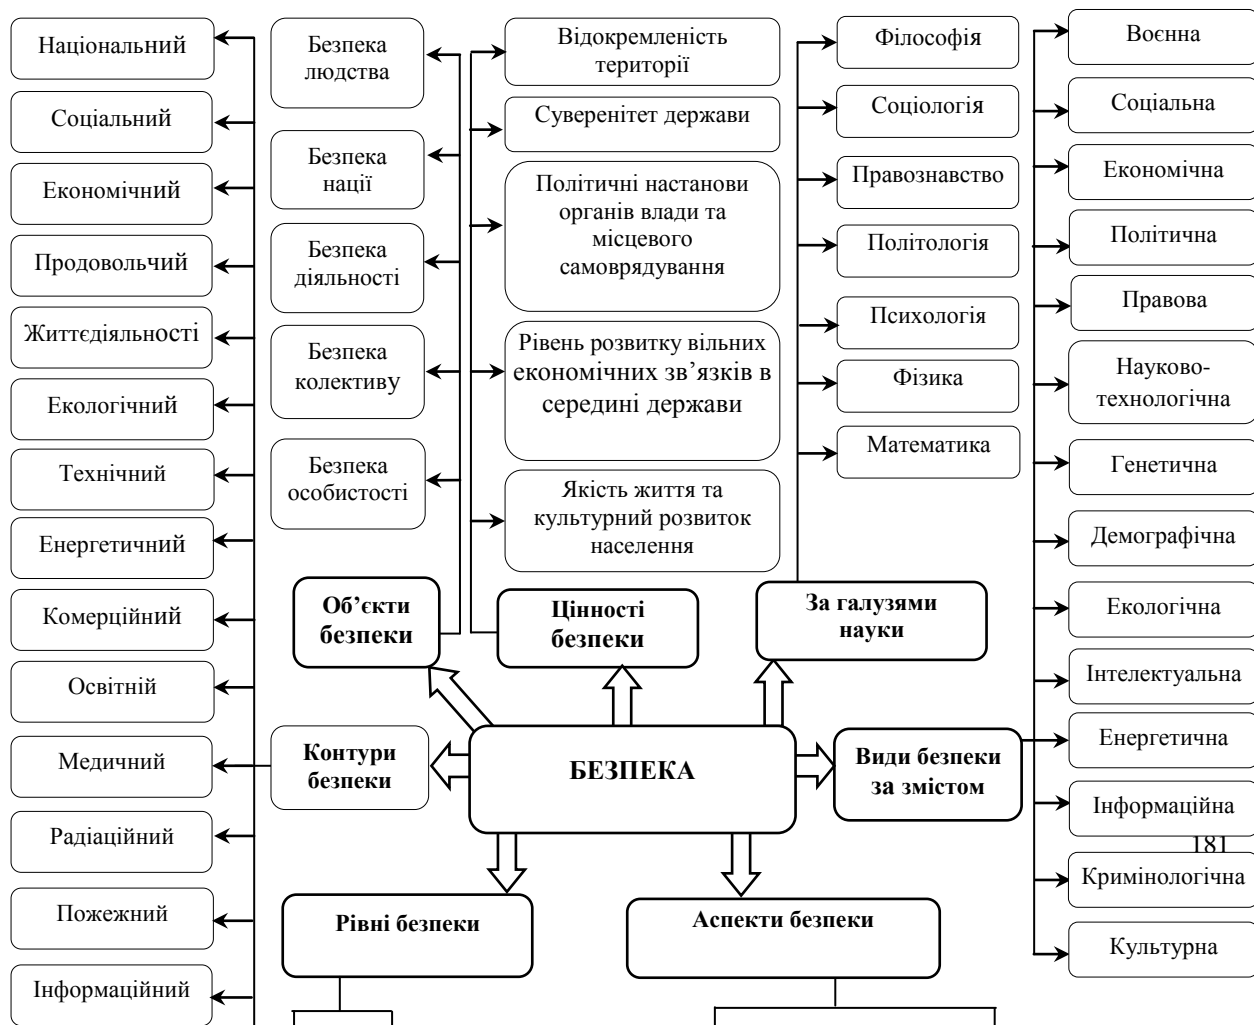 Національний
Соціальний
Економічний
Продовольчий
Життєдіяльності
Екологічний
Технічний
Енергетичний
Комерційний
Освітній
Медичний
Радіаційний
Пожежний
Інформаційний
Безпека
людства
Безпека
нації
Безпека
діяльності
Безпека
колективу
Безпека
особистості
Об’єкти
безпеки
Контури
безпеки
Відокремленість
території
Суверенітет держави
Політичні настанови
органів влади та
місцевого
самоврядування
Рівень розвитку вільних
економічних зв’язків в
середині держави
Якість життя та
культурний розвиток
населення
Цінності
безпеки
БЕЗПЕКА
Філософія
Соціологія
Правознавство
Політологія
Психологія
Фізика
Математика
За галузями
науки
Види безпеки
за змістом
Воєнна
Соціальна
Економічна
Політична
Правова
Науково-
технологічна
Генетична
Демографічна
Екологічна
Інтелектуальна
Енергетична
Інформаційна
181
Кримінологічна
Культурна
Рівні безпеки
Аспекти безпеки